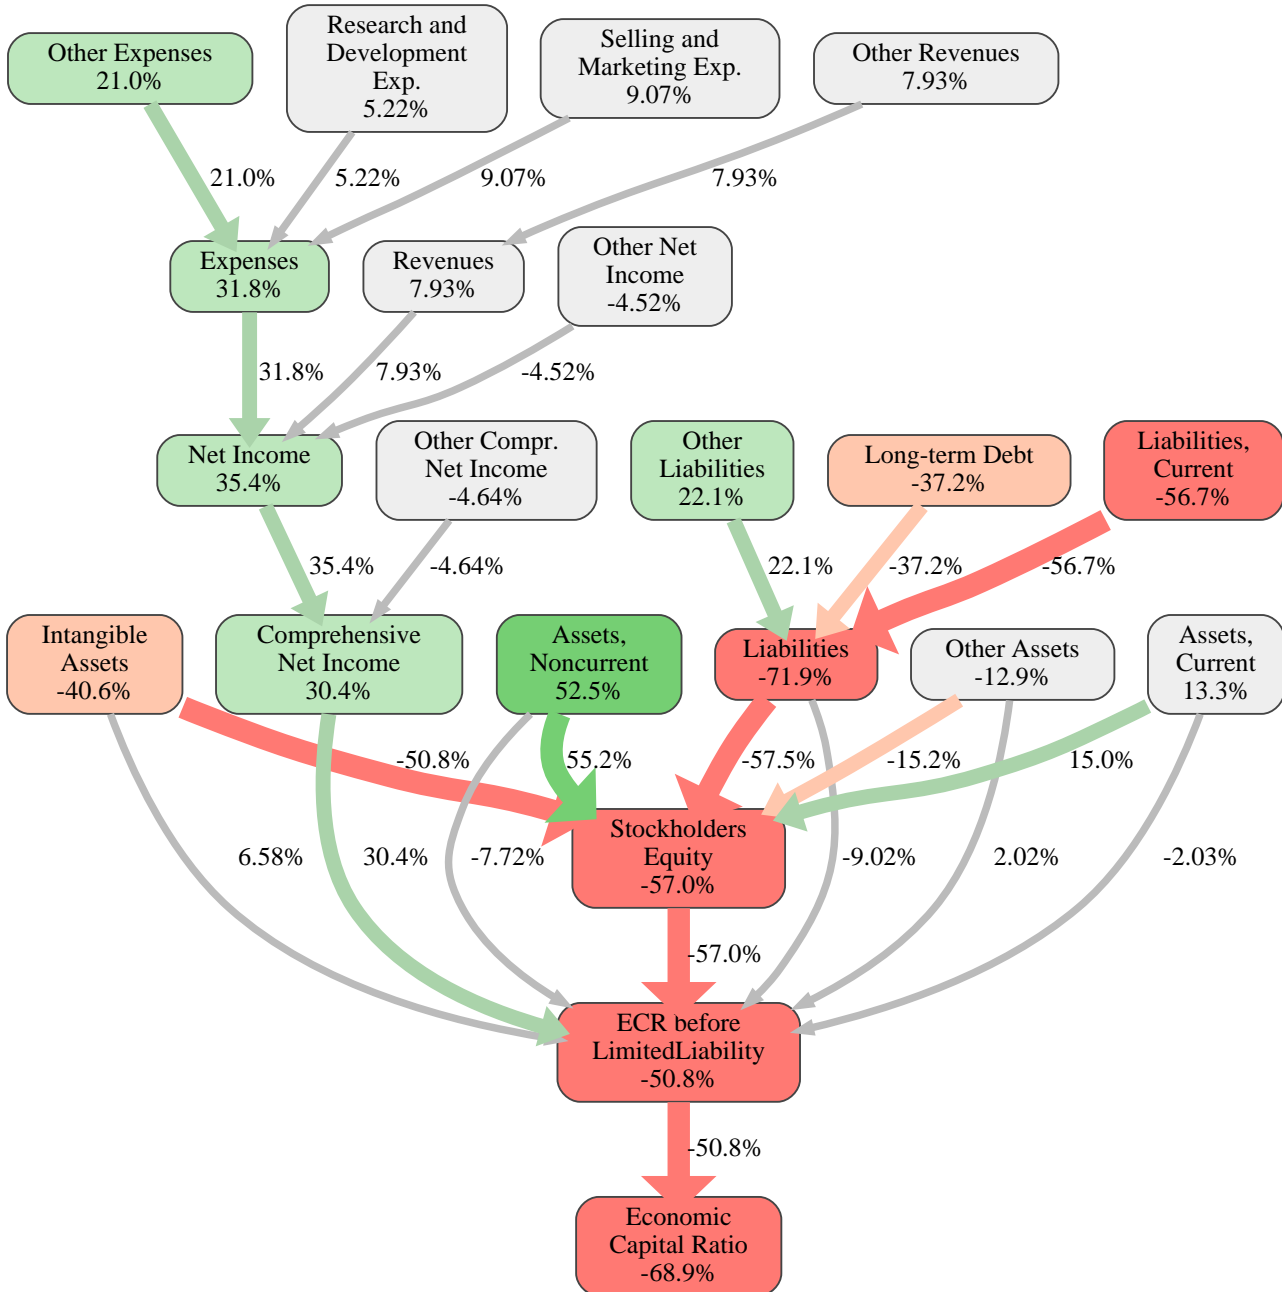 Other Expenses
21.0%
Research and
Development
Exp.
5.22%
Selling and
Marketing Exp.
9.07%
Other Revenues
7.93%
21.0%
5.22%
9.07%
7.93%
Expenses
31.8%
Revenues
7.93%
Other Net
Income
-4.52%
31.8%
7.93%
-4.52%
Net Income
35.4%
Other Compr.
Net Income
-4.64%
Other
Liabilities
22.1%
Long-term Debt
-37.2%
Liabilities,
Current
-56.7%
35.4%
-4.64%
22.1%
-37.2%
-56.7%
Intangible
Assets
-40.6%
Comprehensive
Net Income
30.4%
Assets,
Noncurrent
52.5%
Liabilities
-71.9%
Other Assets
-12.9%
Assets,
Current
13.3%
-50.8%
55.2%
-57.5%
-15.2%
15.0%
Stockholders
Equity
-57.0%
6.58%
30.4%
-7.72%
-9.02%
2.02%
-2.03%
-57.0%
ECR before
LimitedLiability
-50.8%
-50.8%
Economic
Capital Ratio
-68.9%